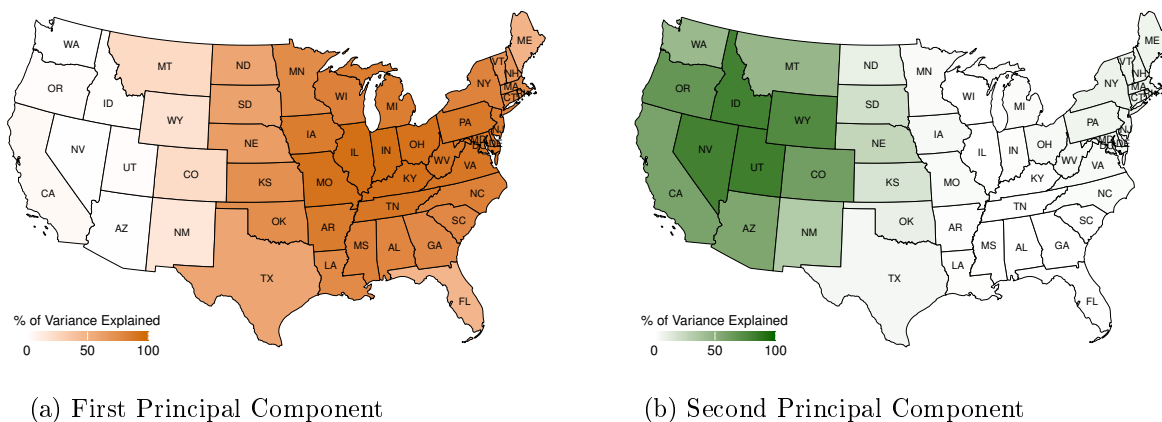 WA
MT
ND
MN
ME
OR
ID
SD
WI
MI
VT
NH
NY
MA
CT
WY
IA
NE
PA
NV
UT
CO
IL
IN
OH
WV
VA
CA
KS
MO
KY
NC
TN
AZ
NM
OK
AR
SC
MS
AL
GA
TX
LA
FL
% of Variance Explained
0 50 100
(a) First Principal Component
WA
MT
ND
MN
ME
OR
ID
SD
WI
MI
VT
NH
NY
MA
CT
WY
IA
NE
PA
NV
UT
CO
IL
IN
OH
WV
VA
CA
KS
MO
KY
NC
TN
AZ
NM
OK
AR
SC
MS
AL
GA
TX
LA
FL
% of Variance Explained
0 50 100
(b) Second Principal Component